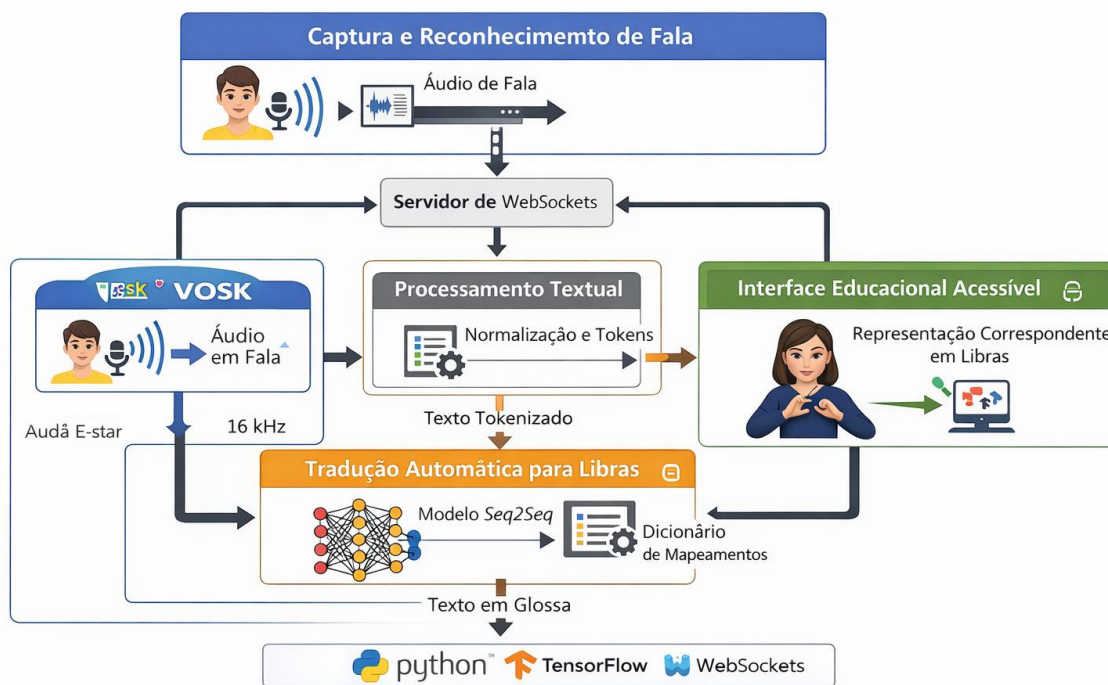 Captura e Reconhecimemto de Fala
Áudio de Fala
Servidor de WebSockets
VOSK
Áudio
em Fala
Audâ E-star
16 kHz
Processamento Textual
Normalização e Tokens
Texto Tokenizado
Interface Educacional Acessível
Representação Correspondente
em Libras
Tradução Automática para Libras
Modelo Seq2Seq
Dicionário
de Mapeamentos
Texto em Glossa
python™ TensorFlow WebSockets